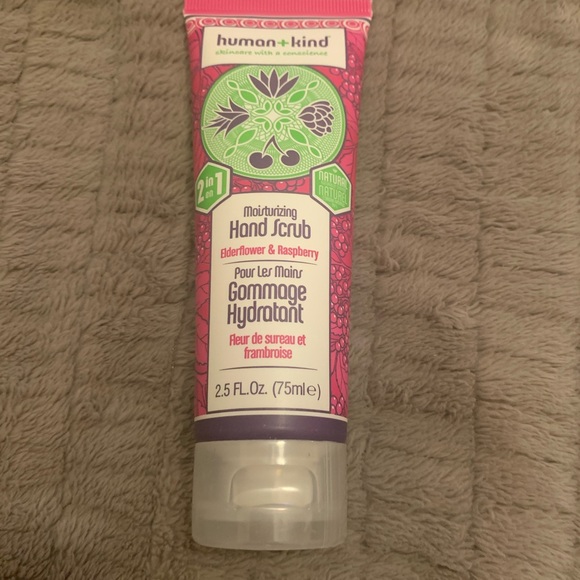 human+kind
skincare with a conscience
2 in 1
en
NATURAL
NATUREL
Moisturizing
Hand Scrub
Elderflower & Raspberry
Pour Les Mains
Gommage
Hydratant
Fleur de sureau et
framboise
2.5 FL.Oz. (75ml℮)